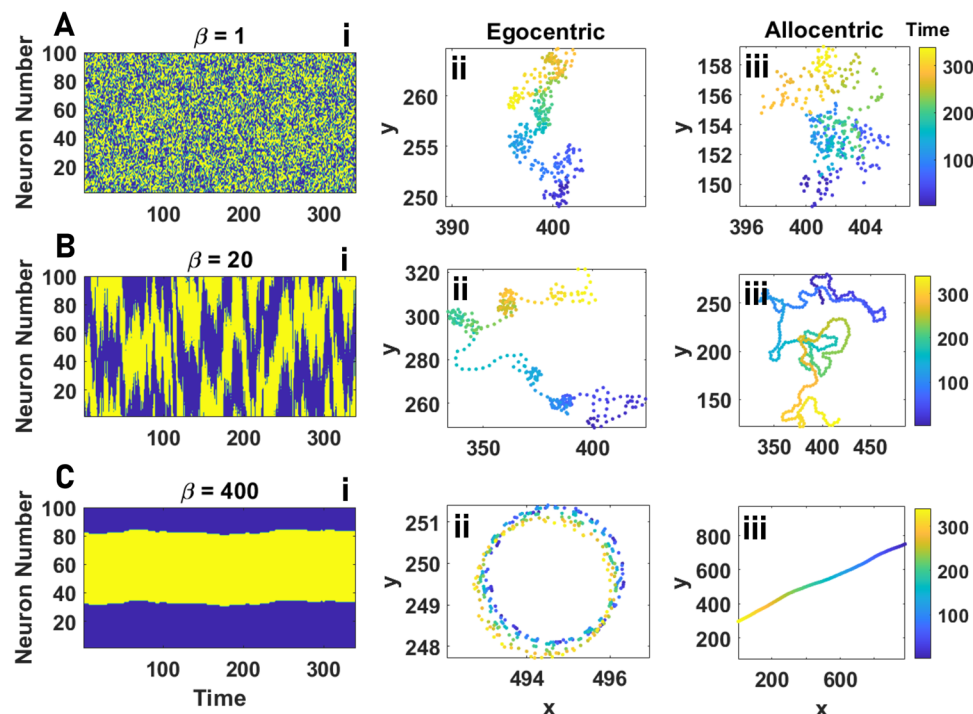 A
β = 1
i
Neuron Number
100
80
60
40
20
100
200
300
Egocentric
ii
y
260
255
250
390
400
Allocentric
iii
y
158
156
154
152
150
396
400
404
Time
300
200
100
B
β = 20
i
Neuron Number
100
80
60
40
20
100
200
300
ii
y
320
300
280
260
350
400
iii
y
250
200
150
350
400
450
300
200
100
C
β = 400
i
Neuron Number
100
80
60
40
20
100
200
300
Time
ii
y
251
250
249
248
494
496
x
iii
y
800
600
400
200
200
600
x
300
200
100